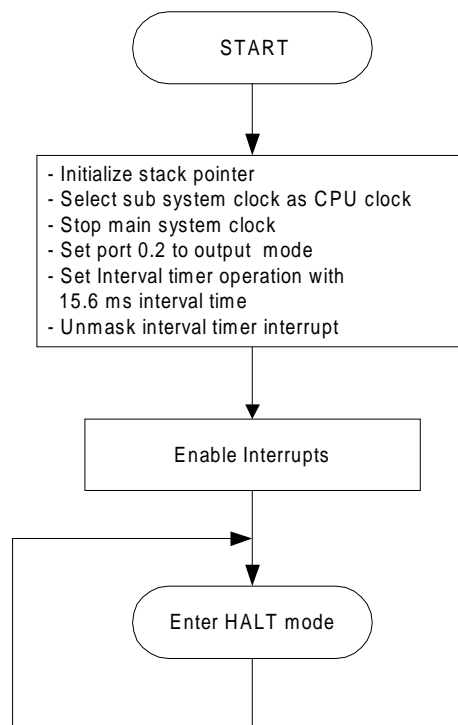 START
- Initialize stack pointer
- Select sub system clock as CPU clock
- Stop main system clock
- Set port 0.2 to output mode
- Set Interval timer operation with
15.6 ms interval time
- Unmask interval timer interrupt
Enable Interrupts
Enter HALT mode